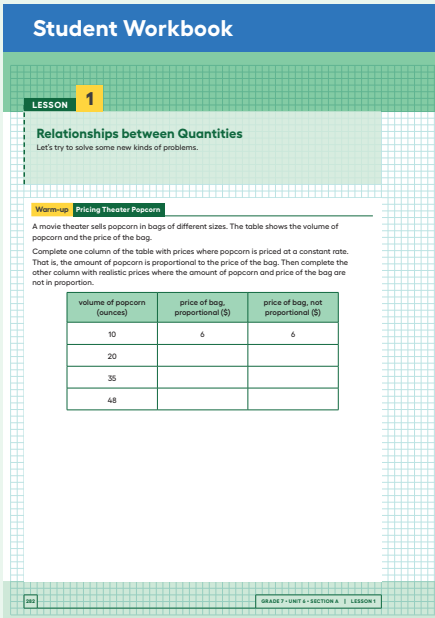 Student Workbook
LESSON 1
Relationships between Quantities
Let's try to solve some new kinds of problems.
Warm-up Pricing Theater Popcorn
A movie theater sells popcorn in bags of different sizes. The table shows the volume of
popcorn and the price of the bag.
Complete one column of the table with prices where popcorn is priced at a constant rate.
That is, the amount of popcorn is proportional to the price of the bag. Then complete the
other column with realistic prices where the amount of popcorn and price of the bag are
not in proportion.
volume of popcorn (ounces) price of bag, proportional ($) price of bag, not proportional ($)
10 6 6
20
35
48
282 GRADE 7 • UNIT 6 • SECTION A | LESSON 1